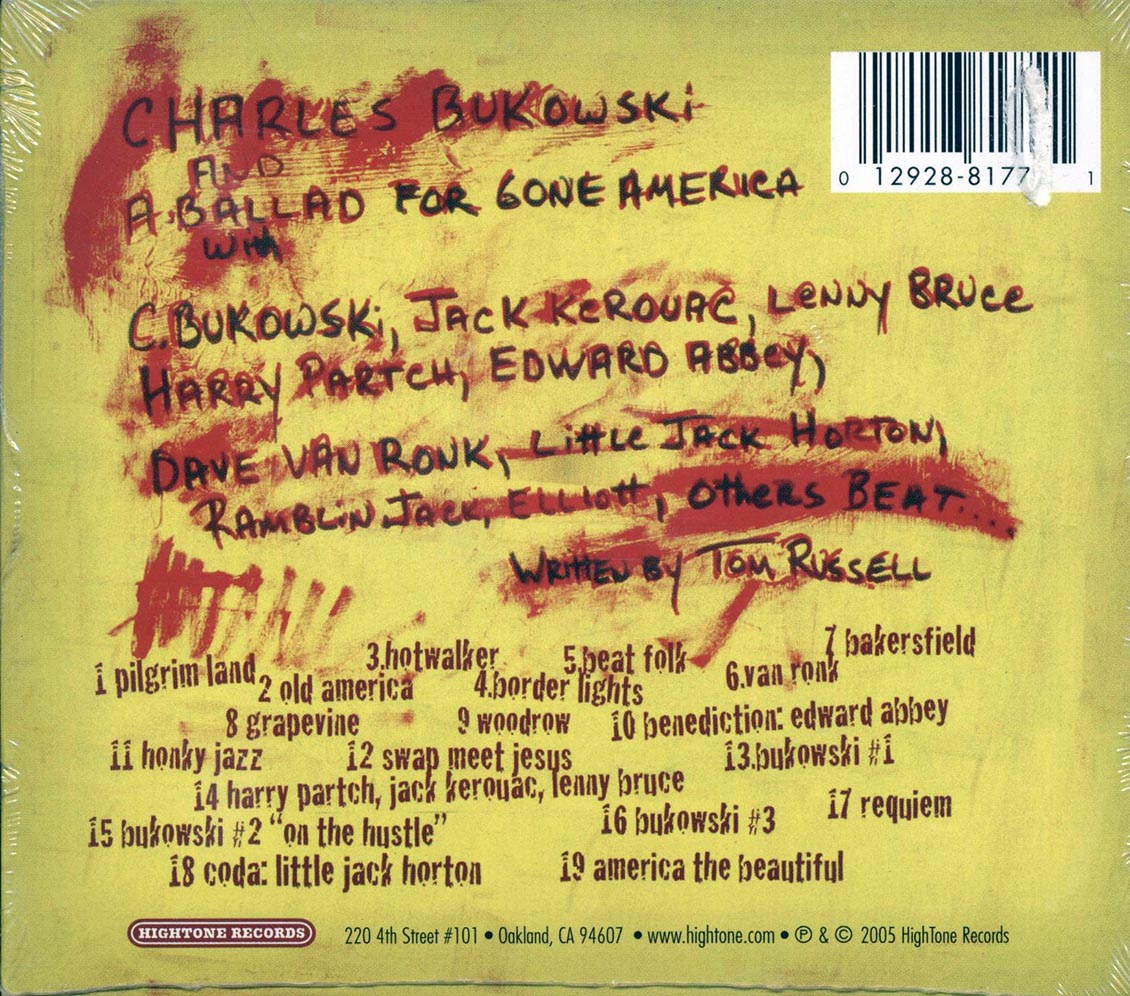 CHARLES BUKOWSKi
AND
A. BALLAD FOR GONE AMERICA
with
C. BUKOWSKi, JACK KEROUAC, LENNY BRUCE
HARRY PARTCH, EDWARD ABBEY,
DAVE VAN RONK, Little JACK HORTON,
RAMBLIN JACK, Elliott, OtHERS BEAT....
WRittEN BY TOM RUSSELL
0 12928-8177 1
1 pilgrim land
2 old america
3.hotwalker
4.border lights
5.beat folk
6.van ronk
7 bakersfield
8 grapevine
9 woodrow
10 benediction: edward abbey
11 honky jazz
12 swap meet jesus
13.bukowski #1
14 harry partch, jack kerouac, lenny bruce
15 bukowski #2 "on the hustle"
16 bukowski #3
17 requiem
18 coda: little jack horton
19 america the beautiful
HIGHTONE RECORDS
220 4th Street #101 • Oakland, CA 94607 • www.hightone.com • ℗ & © 2005 HighTone Records